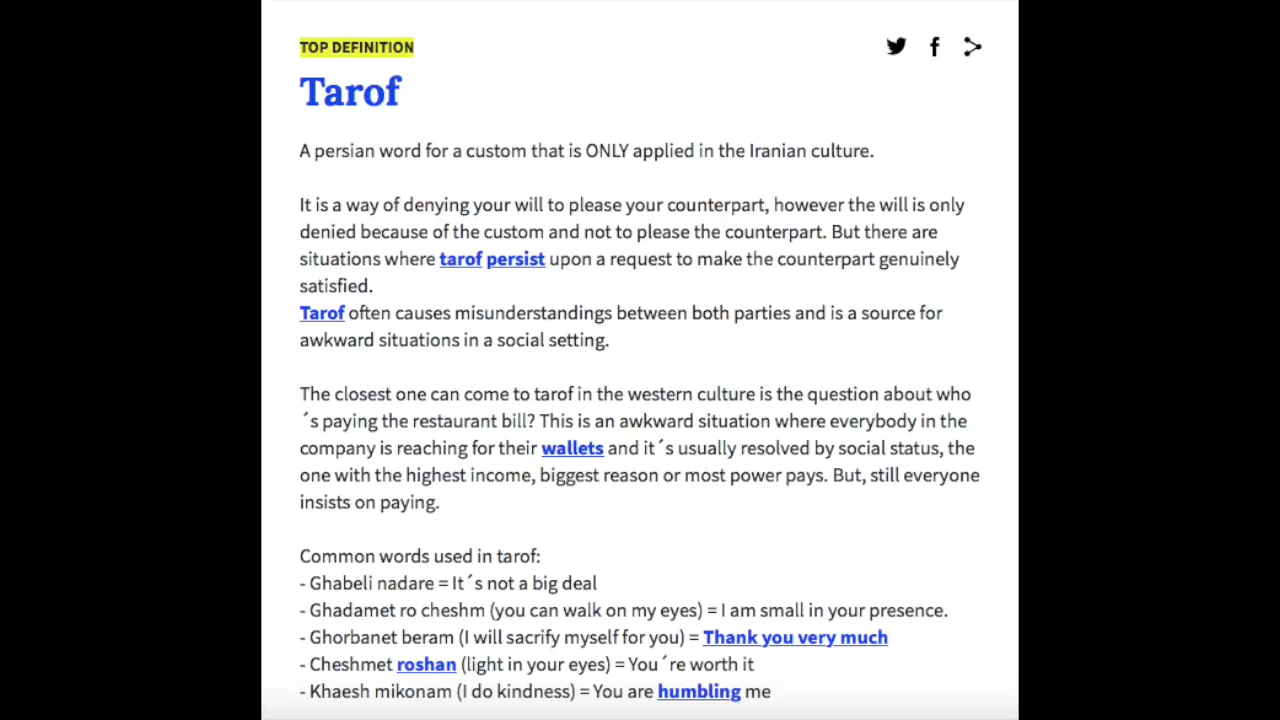 TOP DEFINITION
Tarof
A persian word for a custom that is ONLY applied in the Iranian culture.
It is a way of denying your will to please your counterpart, however the will is only
denied because of the custom and not to please the counterpart. But there are
situations where tarof persist upon a request to make the counterpart genuinely
satisfied.
Tarof often causes misunderstandings between both parties and is a source for
awkward situations in a social setting.
The closest one can come to tarof in the western culture is the question about who
´s paying the restaurant bill? This is an awkward situation where everybody in the
company is reaching for their wallets and it´s usually resolved by social status, the
one with the highest income, biggest reason or most power pays. But, still everyone
insists on paying.
Common words used in tarof:
- Ghabeli nadare = It´s not a big deal
- Ghadamet ro cheshm (you can walk on my eyes) = I am small in your presence.
- Ghorbanet beram (I will sacrify myself for you) = Thank you very much
- Cheshmet roshan (light in your eyes) = You´re worth it
- Khaesh mikonam (I do kindness) = You are humbling me